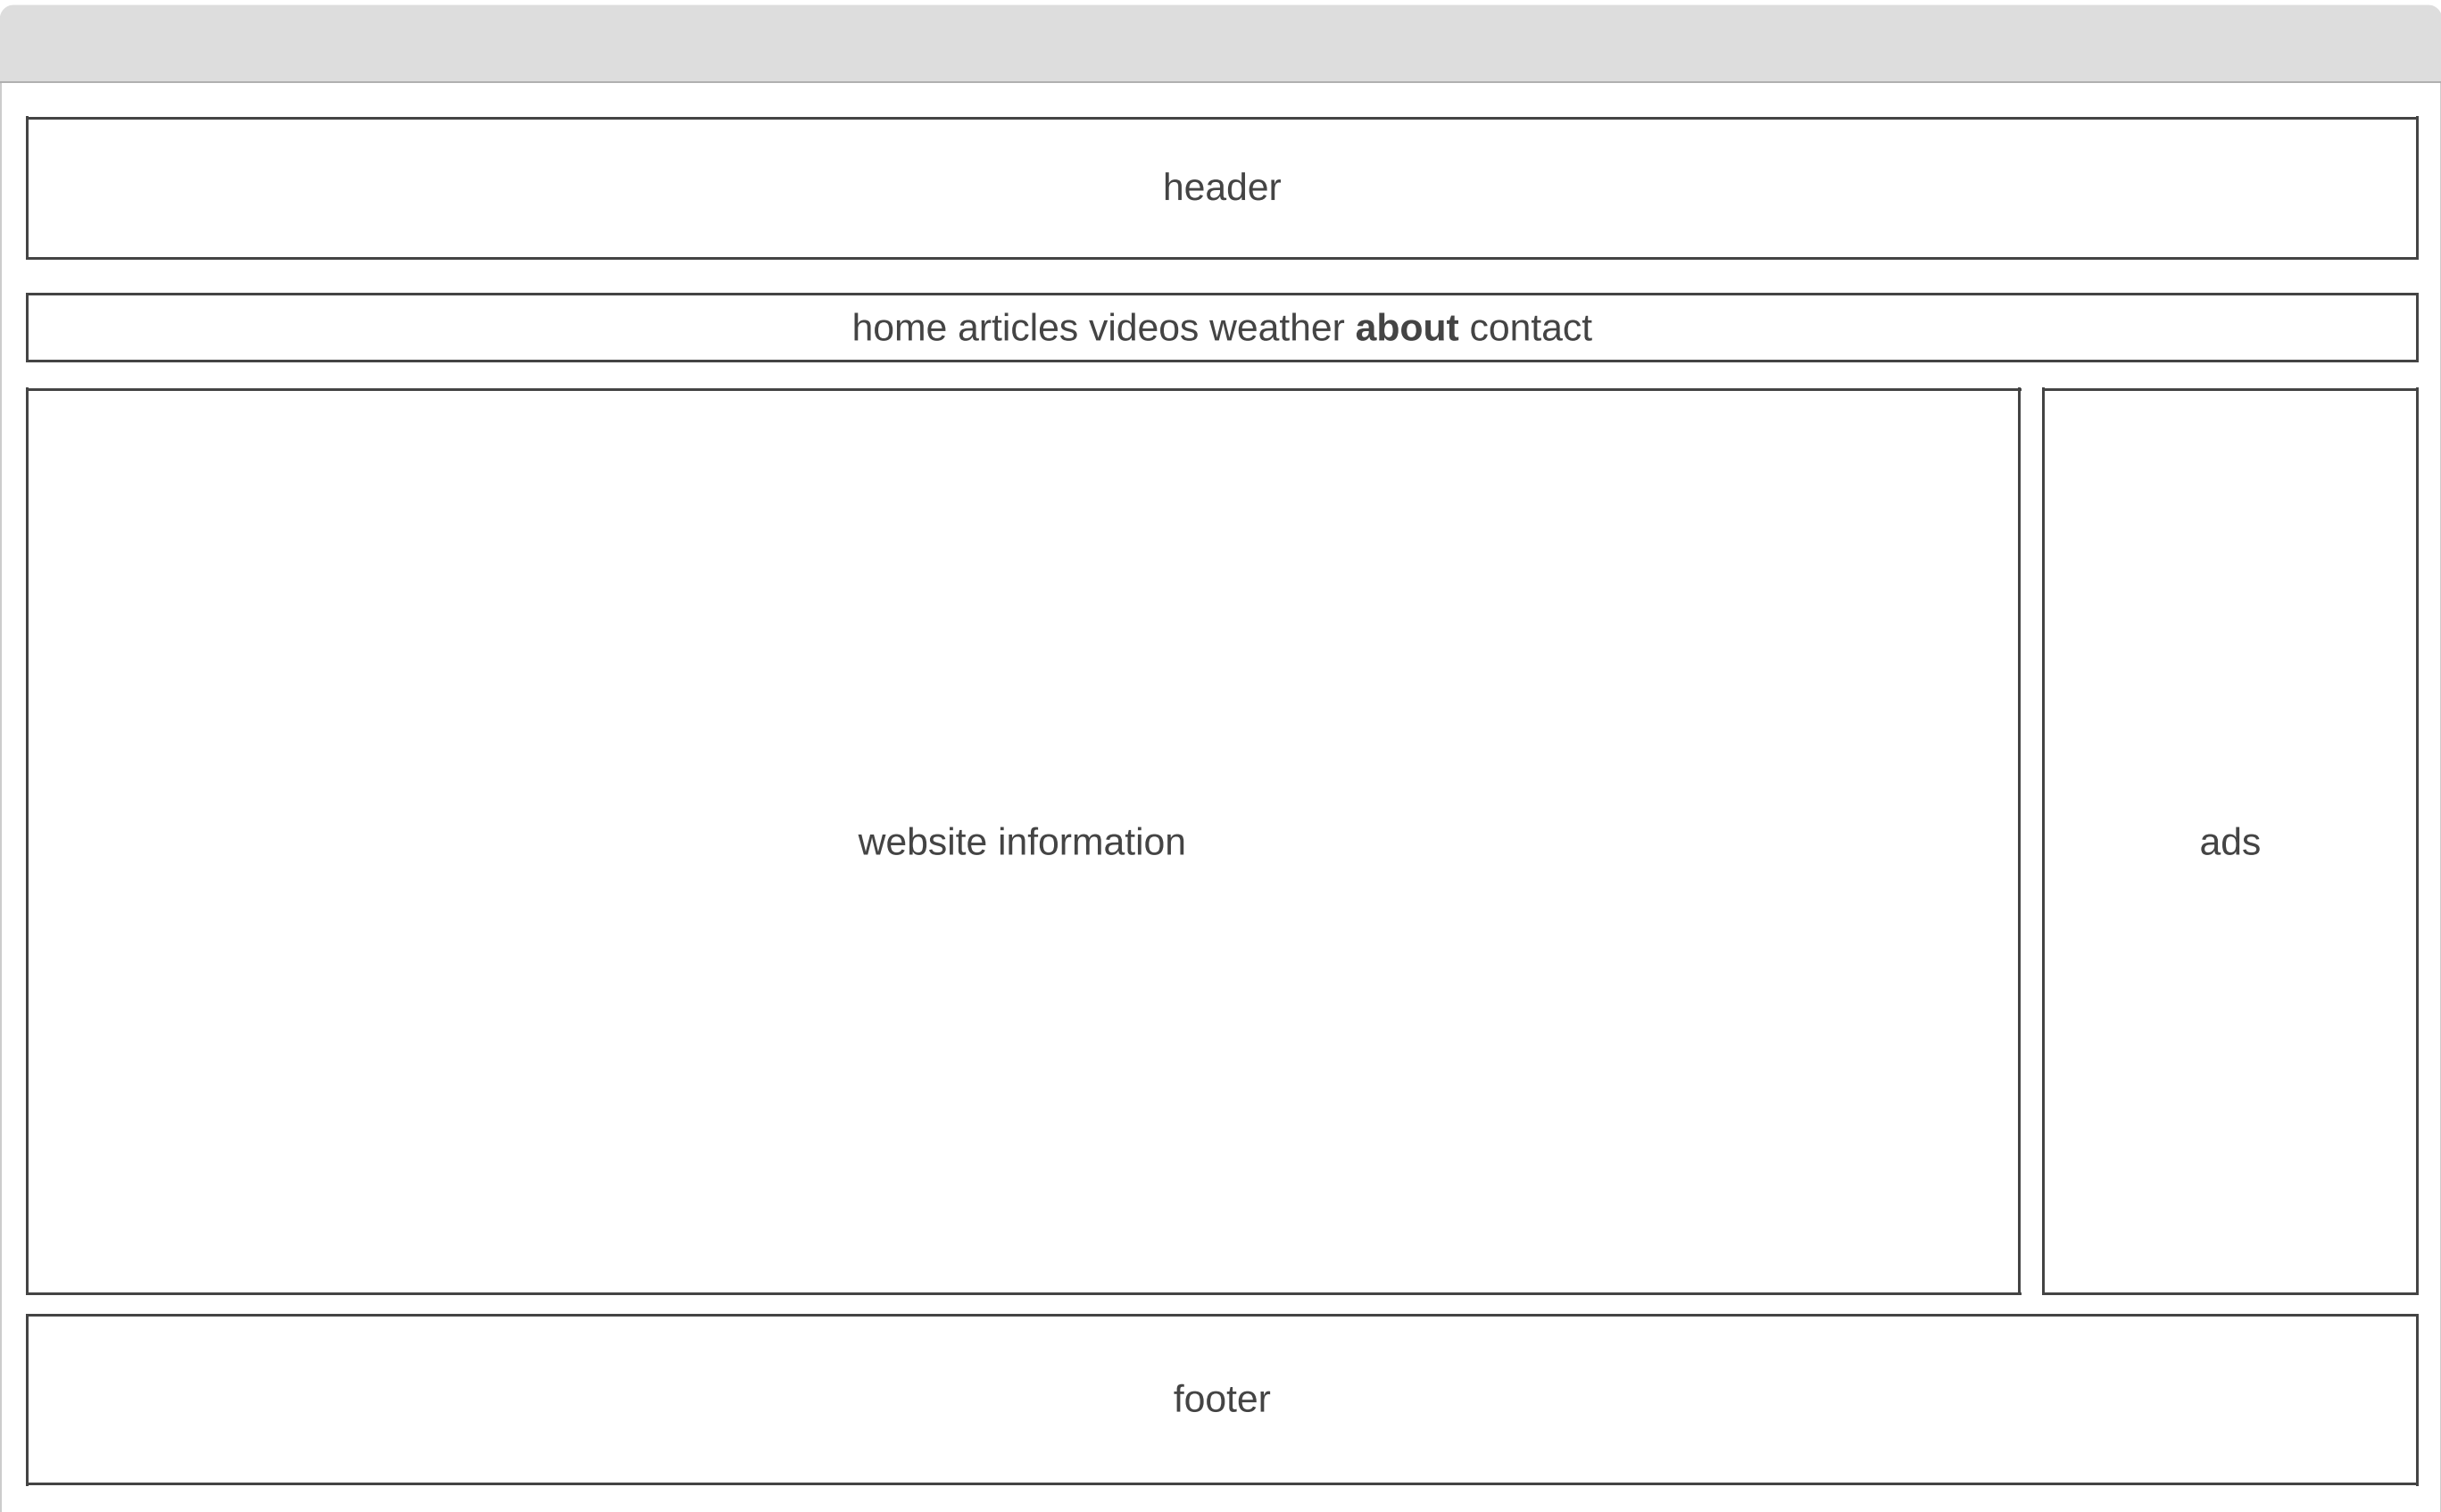 header
home articles videos weather about contact
website information
ads
footer